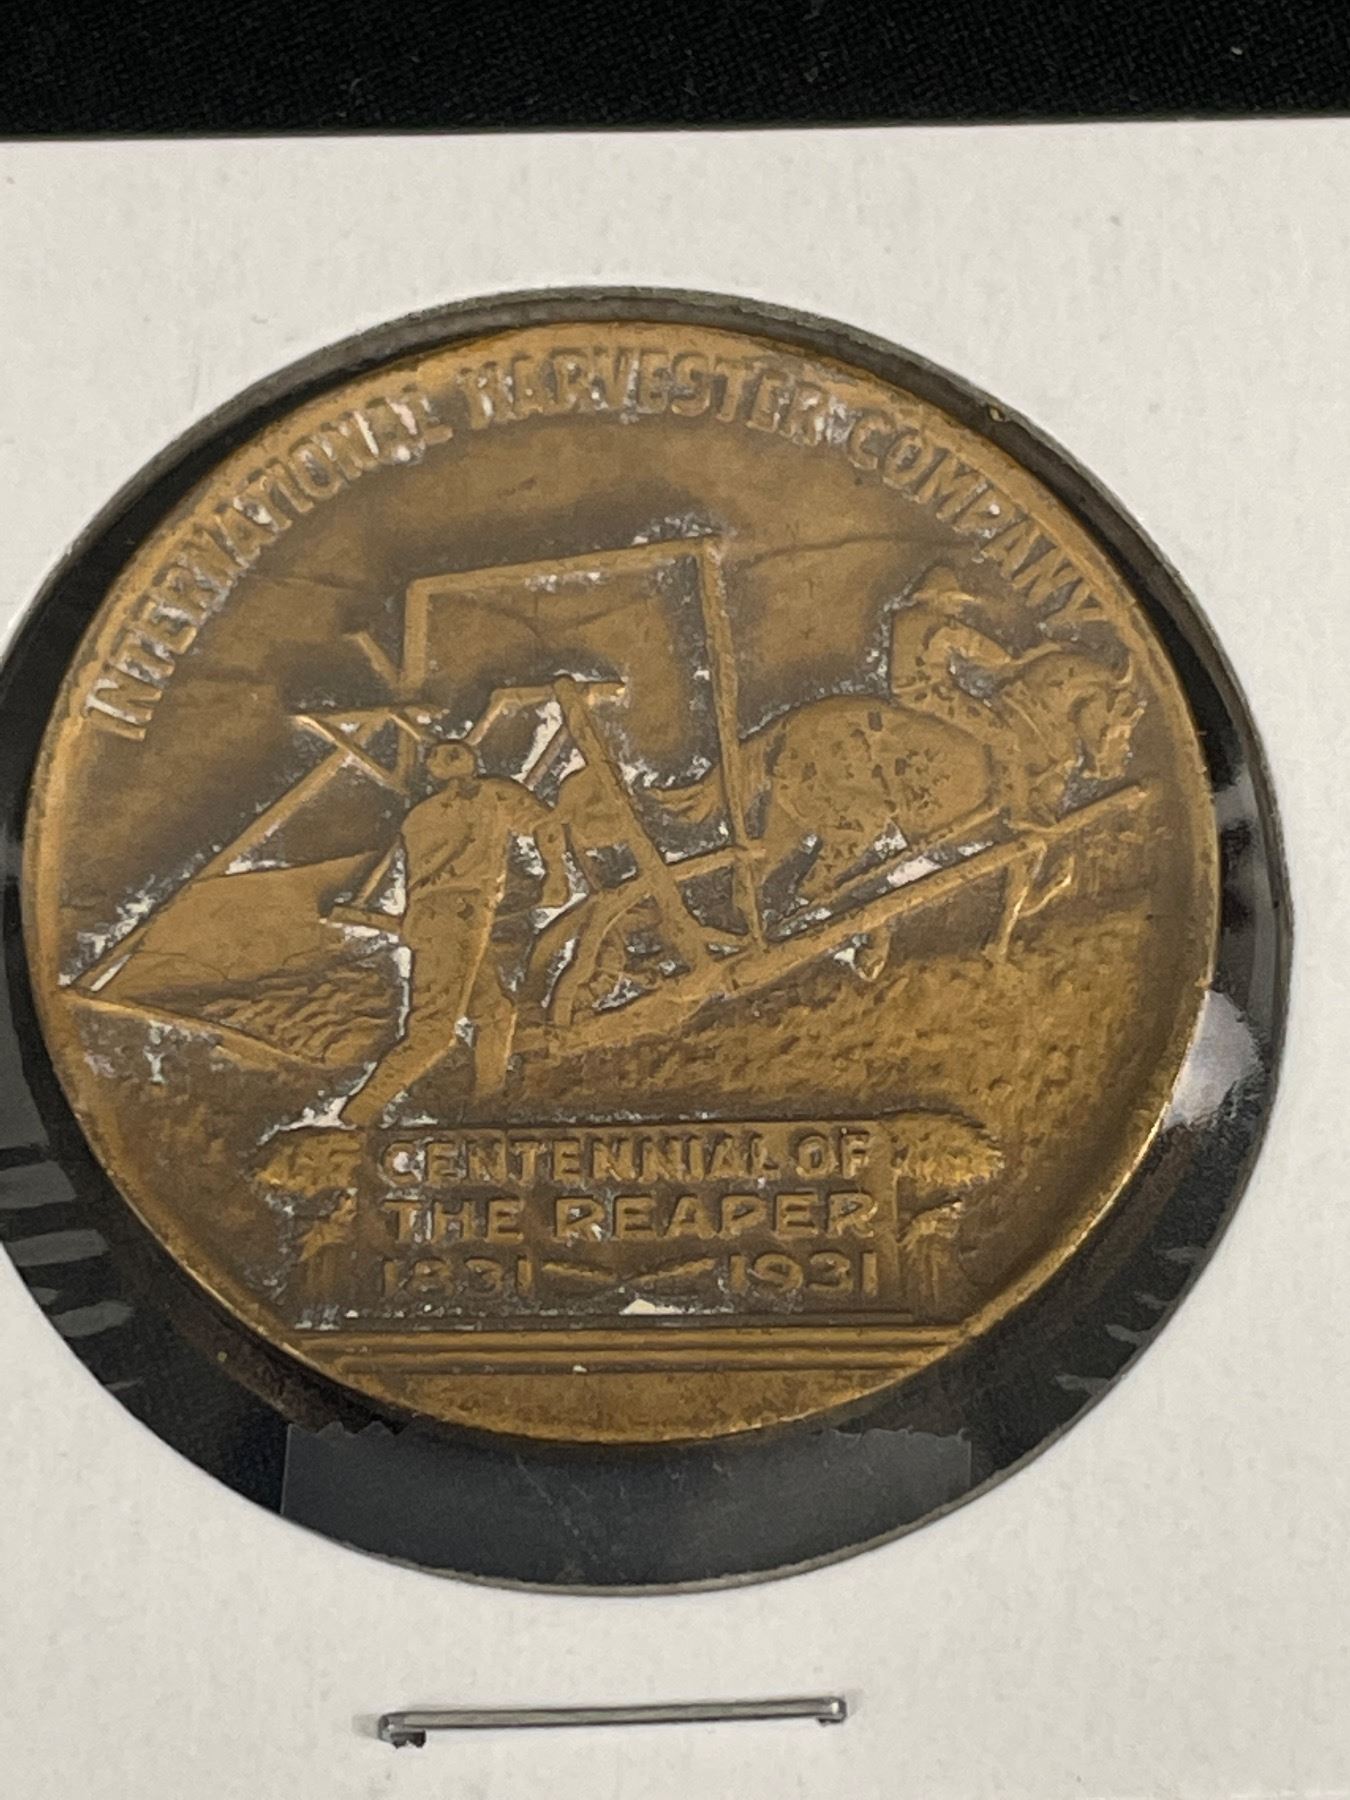 INTERNATIONAL HARVESTER COMPANY
CENTENNIAL OF
THE REAPER
1831 1931